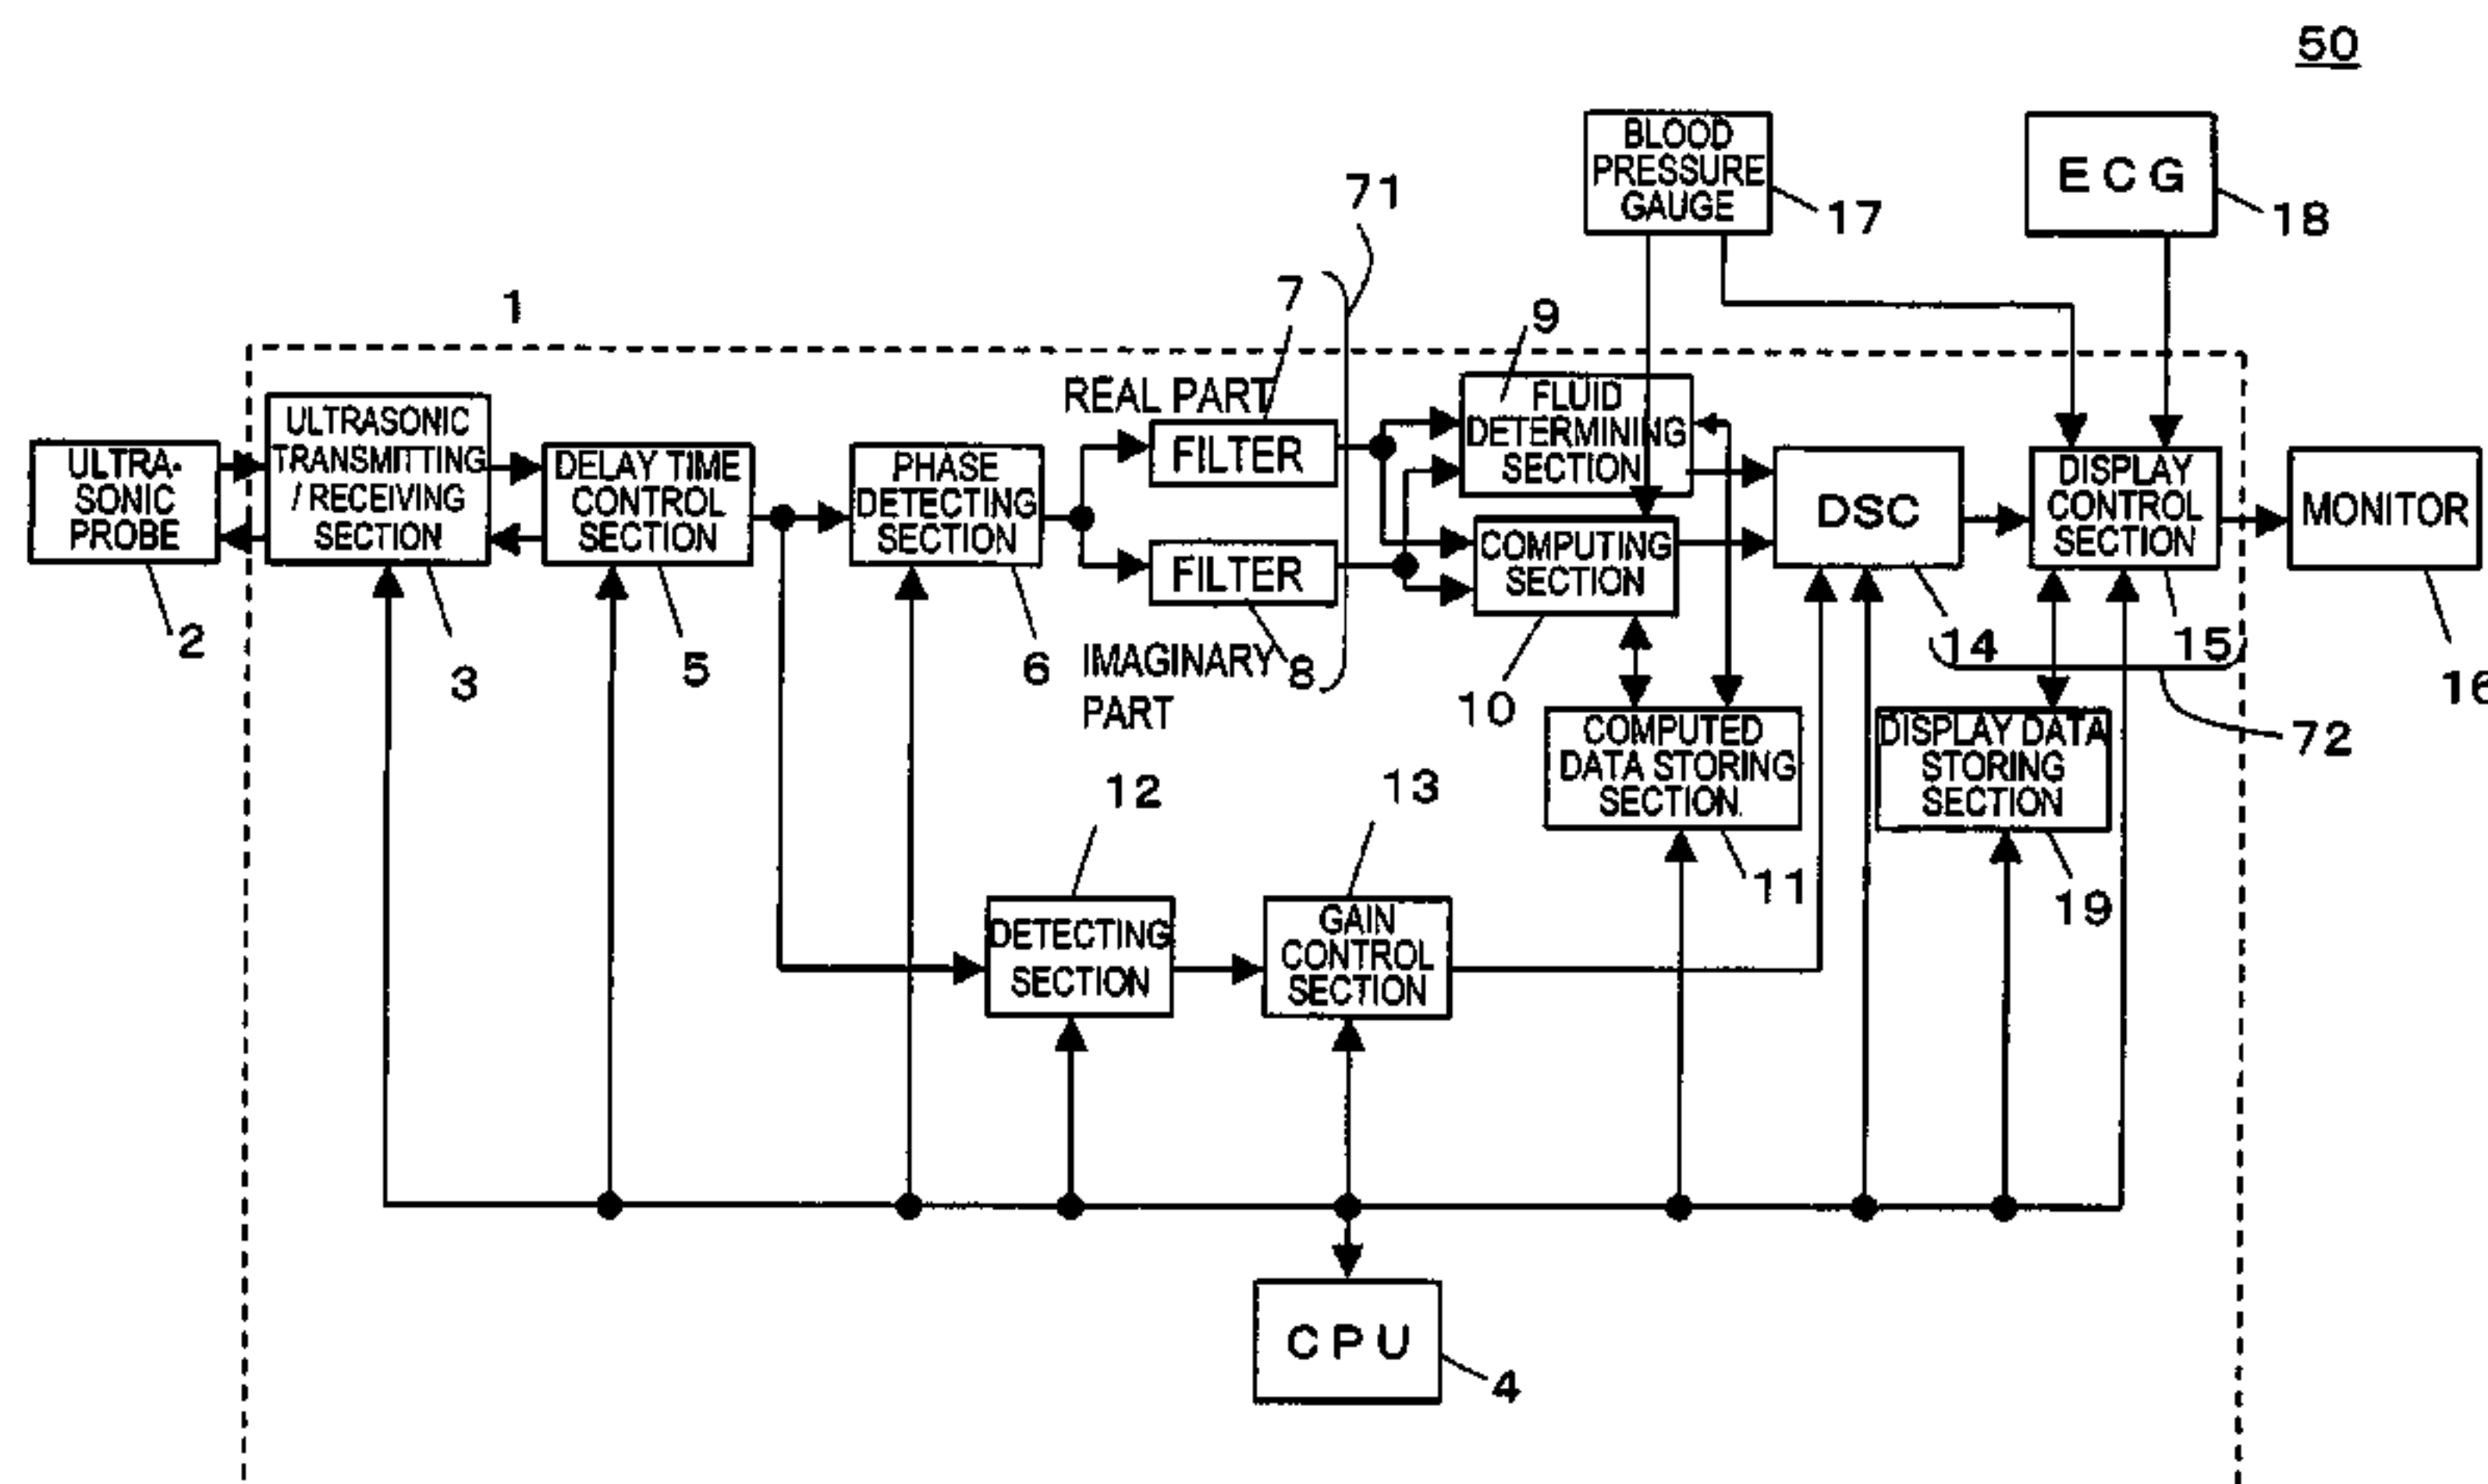 50
BLOOD
PRESSURE
GAUGE
17
E C G
18
71
1
7
9
REAL PART
ULTRA-
SONIC
PROBE
2
ULTRASONIC
TRANSMITTING
/ RECEIVING
SECTION
3
DELAY TIME
CONTROL
SECTION
5
PHASE
DETECTING
SECTION
6
FILTER
FILTER
8
IMAGINARY
PART
FLUID
DETERMINING
SECTION
COMPUTING
SECTION
10
DSC
14
DISPLAY
CONTROL
SECTION
15
MONITOR
16
72
COMPUTED
DATA STORING
SECTION
11
DISPLAY DATA
STORING
SECTION
19
12
DETECTING
SECTION
13
GAIN
CONTROL
SECTION
C P U
4